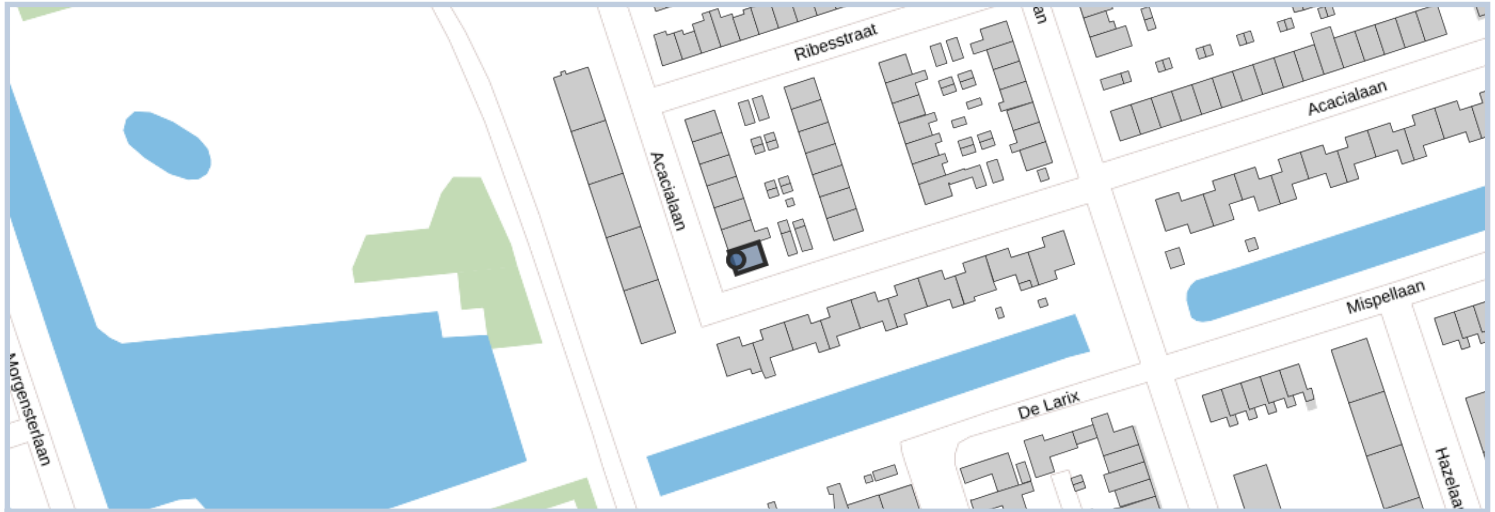 Ribesstraat
Acacialaan
Acacialaan
Mispellaan
De Larix
Morgensterlaan